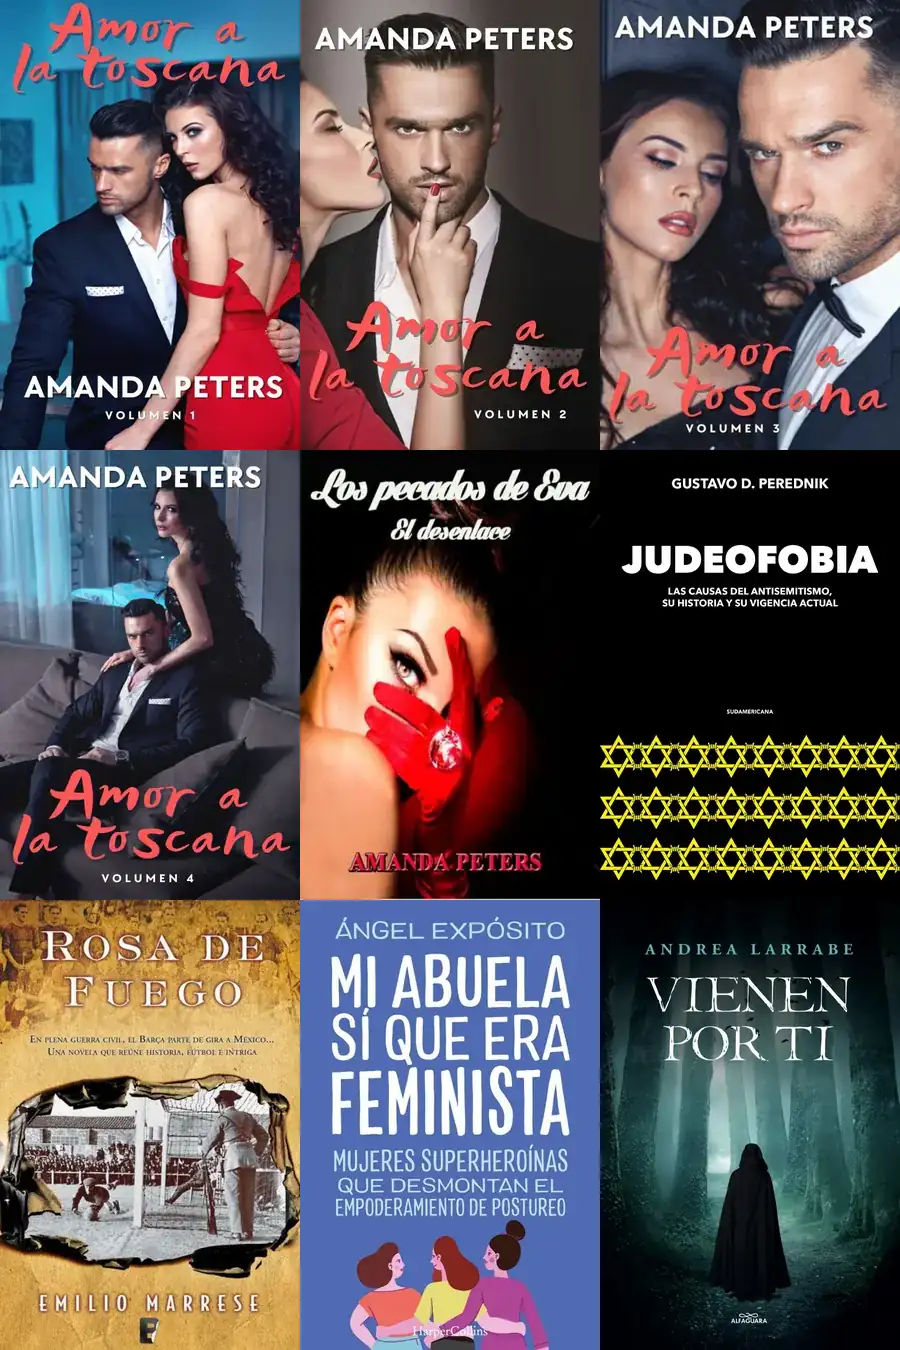 Amor a
la toscana
AMANDA PETERS
VOLUMEN 1
AMANDA PETERS
Amor a
la toscana
VOLUMEN 2
AMANDA PETERS
Amor a
la toscana
VOLUMEN 3
AMANDA PETERS
Amor a
la toscana
VOLUMEN 4
Los pecados de Eva
El desenlace
AMANDA PETERS
GUSTAVO D. PEREDNIK
JUDEOFOBIA
LAS CAUSAS DEL ANTISEMITISMO,
SU HISTORIA Y SU VIGENCIA ACTUAL
SUDAMERICANA
ROSA DE
FUEGO
EN PLENA GUERRA CIVIL, EL BARÇA PARTE DE GIRA A MÉXICO...
UNA NOVELA QUE REÚNE HISTORIA, FÚTBOL E INTRIGA
EMILIO MARRESE
B
ÁNGEL EXPÓSITO
MI ABUELA
SÍ QUE ERA
FEMINISTA
MUJERES SUPERHEROÍNAS
QUE DESMONTAN EL
EMPODERAMIENTO DE POSTUREO
HarperCollins
ANDREA LARRABE
VIENEN
POR TI
ALFAGUARA